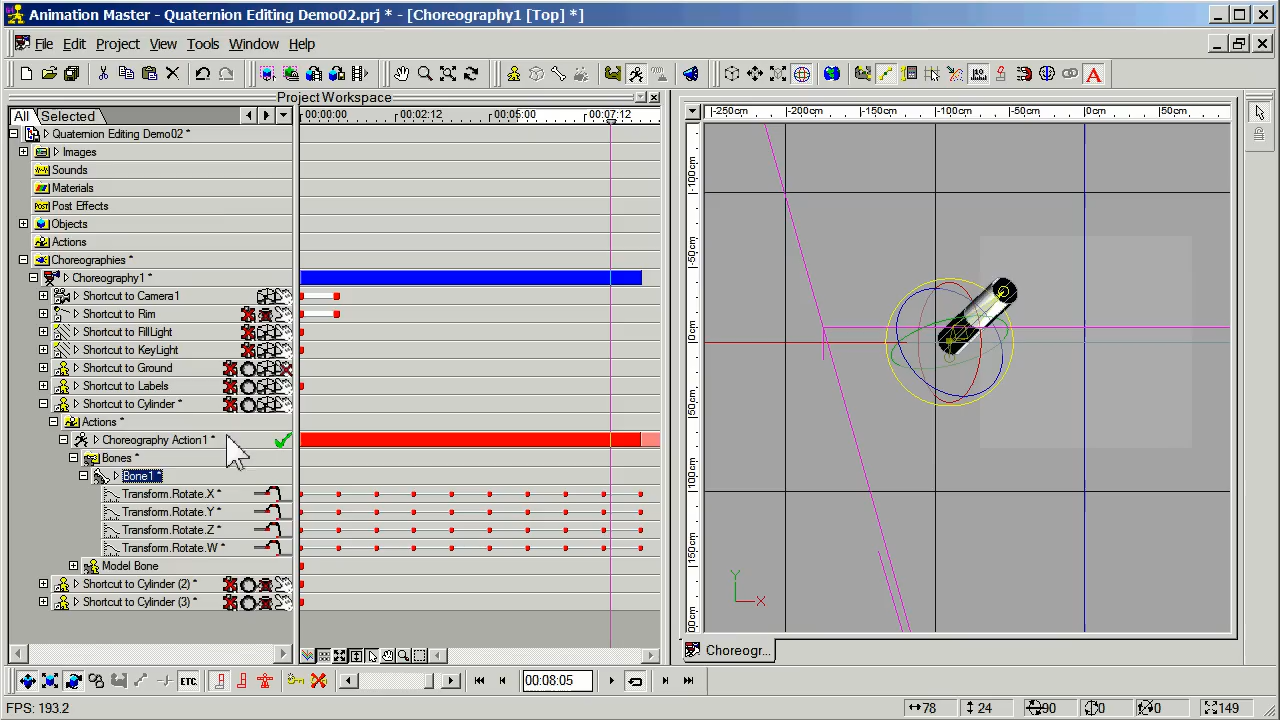 Animation Master - Quaternion Editing Demo02.prj * - [Choreography1 [Top] *]
File Edit Project View Tools Window Help
Project Workspace
All Selected
00:00:00 00:02:12 00:05:00 00:07:12
-250cm -200cm -150cm -100cm -50cm 0cm 50cm
Quaternion Editing Demo02 *
Images
Sounds
Materials
Post Effects
Objects
Actions
Choreographies *
Choreography1 *
Shortcut to Camera1
Shortcut to Rim
Shortcut to FillLight
Shortcut to KeyLight
Shortcut to Ground
Shortcut to Labels
Shortcut to Cylinder *
Actions *
Choreography Action1 *
Bones *
Bone1 *
Transform.Rotate.X *
Transform.Rotate.Y *
Transform.Rotate.Z *
Transform.Rotate.W *
Model Bone
Shortcut to Cylinder (2) *
Shortcut to Cylinder (3) *
-100cm
-50cm
0cm
50cm
100cm
150cm
Y
X
Choreogr...
ETC
00:08:05
FPS: 193.2
78 24 90 0 0 149